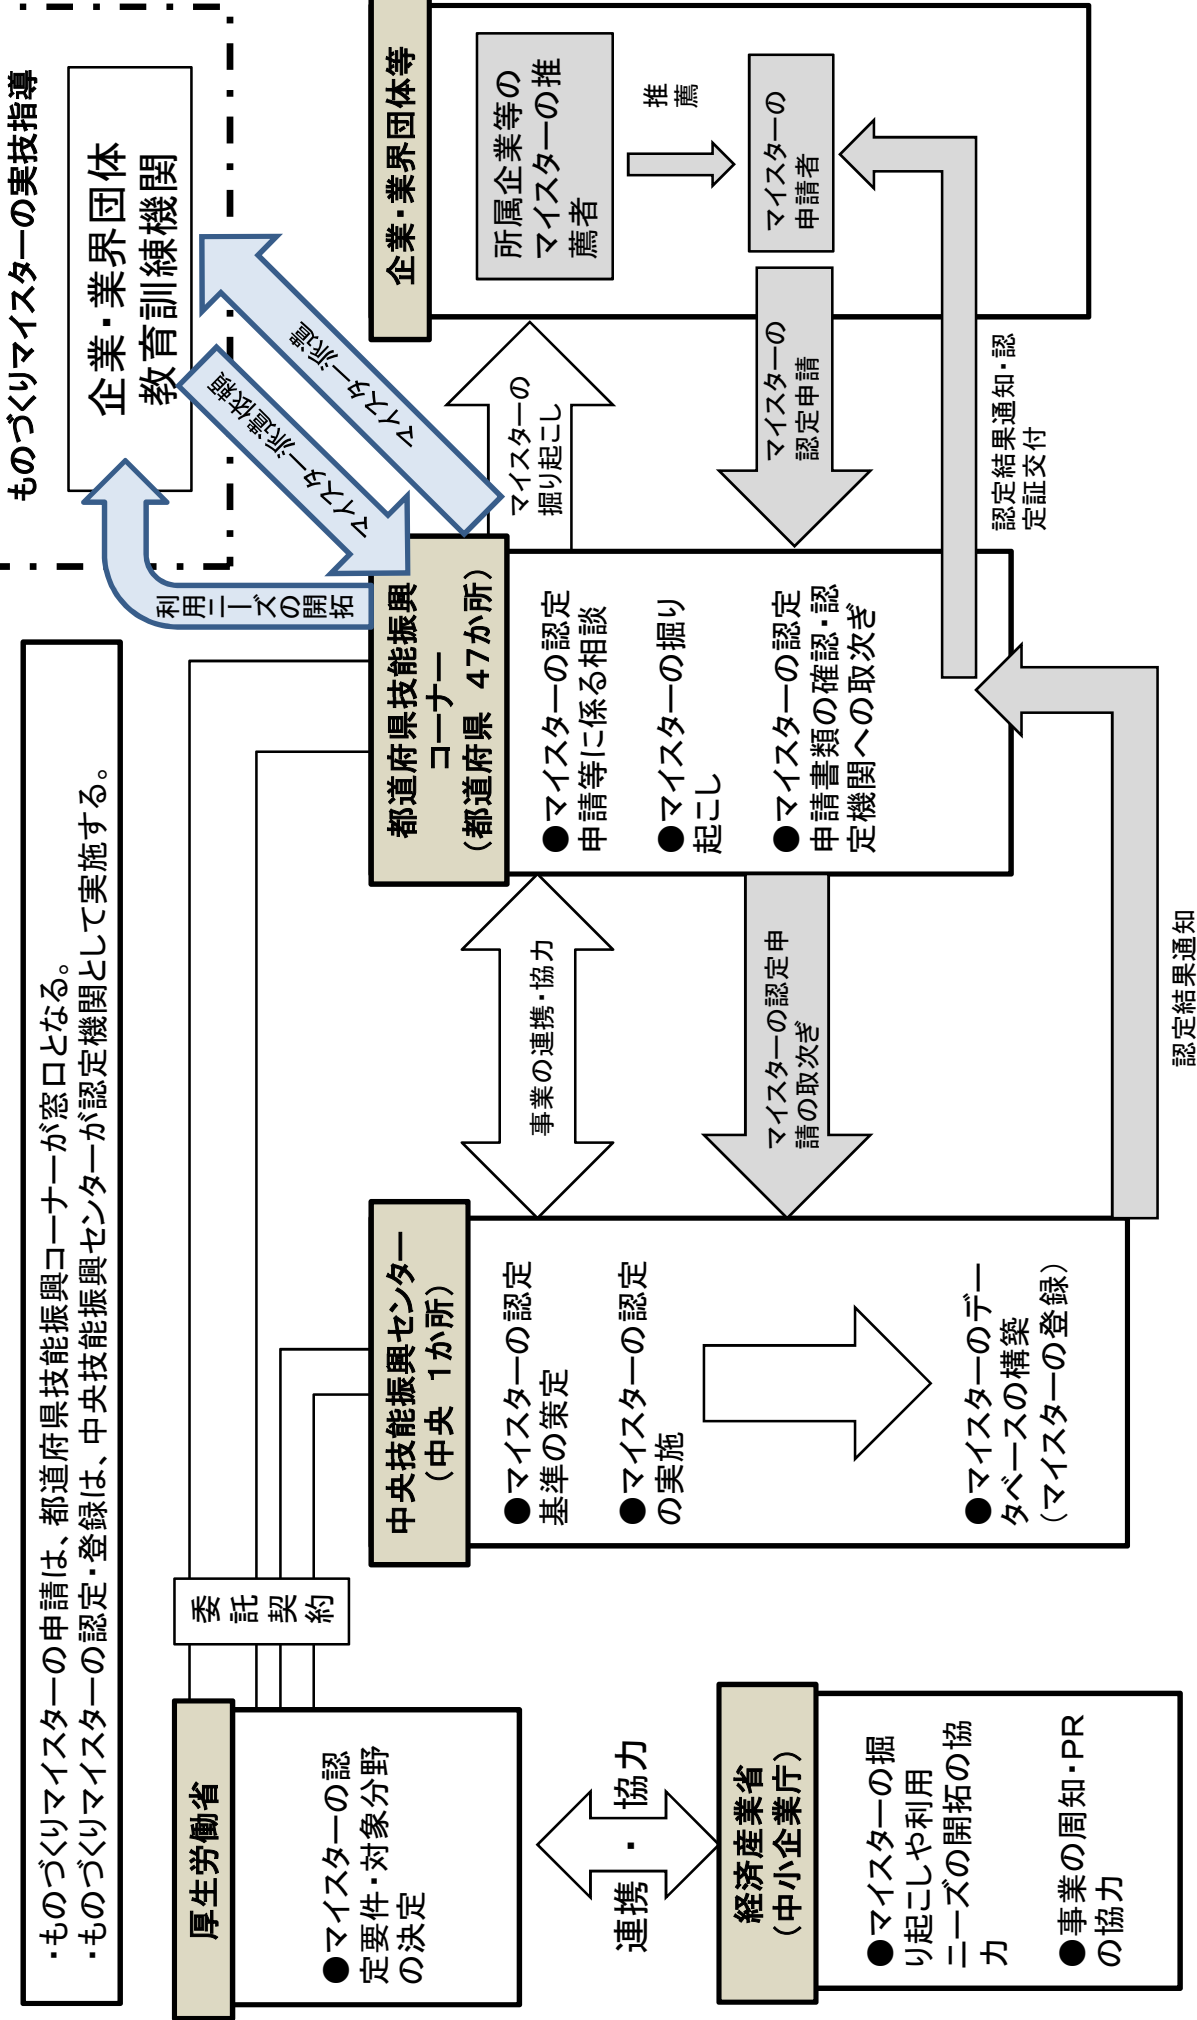 ・ものづくりマイスターの申請は、都道府県技能振興コーナーが窓口となる。
・ものづくりマイスターの認定・登録は、中央技能振興センターが認定機関として実施する。
ものづくりマイスターの実技指導
企業・業界団体
教育訓練機関
厚生労働省
●マイスターの認
定要件・対象分野
の決定
連携・協力
経済産業省
(中小企業庁)
●マイスターの掘
り起こしや利用
ニーズの開拓の協
力
●事業の周知・PR
の協力
委託契約
中央技能振興センター
(中央　1か所)
●マイスターの認定
基準の策定
●マイスターの認定
の実施
●マイスターのデー
タベースの構築
(マイスターの登録)
事業の連携・協力
マイスターの認定申
請の取次ぎ
認定結果通知
都道府県技能振興
コーナー
(都道府県　47か所)
●マイスターの認定
申請等に係る相談
●マイスターの掘り
起こし
●マイスターの認定
申請書類の確認・認
定機関への取次ぎ
利用ニーズの開拓
マイスター派遣依頼
マイスター派遣
マイスターの
掘り起こし
マイスターの
認定申請
認定結果通知・認
定証交付
企業・業界団体等
所属企業等の
マイスターの推
薦者
推
薦
マイスターの
申請者